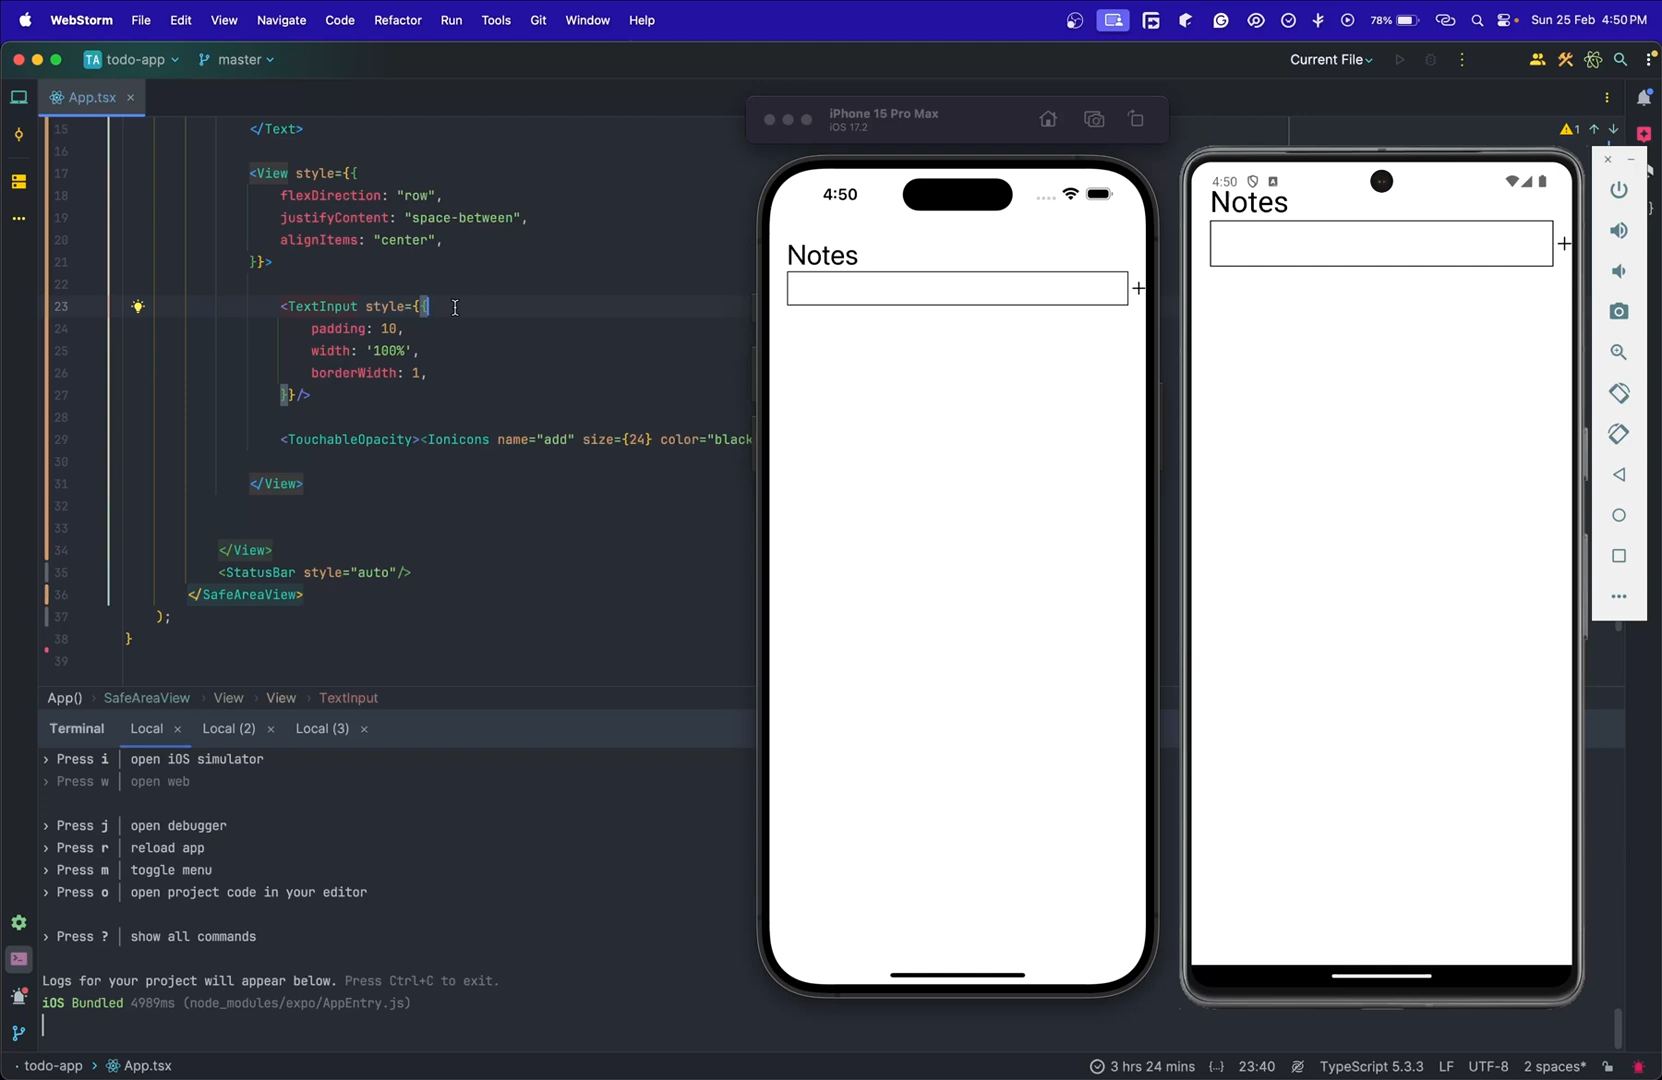 WebStorm File Edit View Navigate Code Refactor Run Tools Git Window Help 78% Sun 25 Feb 4:50 PM
TA todo-app master Current File
App.tsx
15 </Text>
16
17 <View style={{
18 flexDirection: "row",
19 justifyContent: "space-between",
20 alignItems: "center",
21 }}>
22
23 <TextInput style={{
24 padding: 10,
25 width: '100%',
26 borderWidth: 1,
27 }}/>
28
29 <TouchableOpacity><Ionicons name="add" size={24} color="black
30
31 </View>
32
33
34 </View>
35 <StatusBar style="auto"/>
36 </SafeAreaView>
37 );
38 }
39
1
iPhone 15 Pro Max
iOS 17.2
4:50
Notes
+
4:50
Notes
+
App() › SafeAreaView › View › View › TextInput
Terminal Local × Local (2) × Local (3) ×
› Press i │ open iOS simulator
› Press w │ open web
› Press j │ open debugger
› Press r │ reload app
› Press m │ toggle menu
› Press o │ open project code in your editor
› Press ? │ show all commands
Logs for your project will appear below. Press Ctrl+C to exit.
iOS Bundled 4989ms (node_modules/expo/AppEntry.js)
todo-app › App.tsx 3 hrs 24 mins {..} 23:40 TypeScript 5.3.3 LF UTF-8 2 spaces*